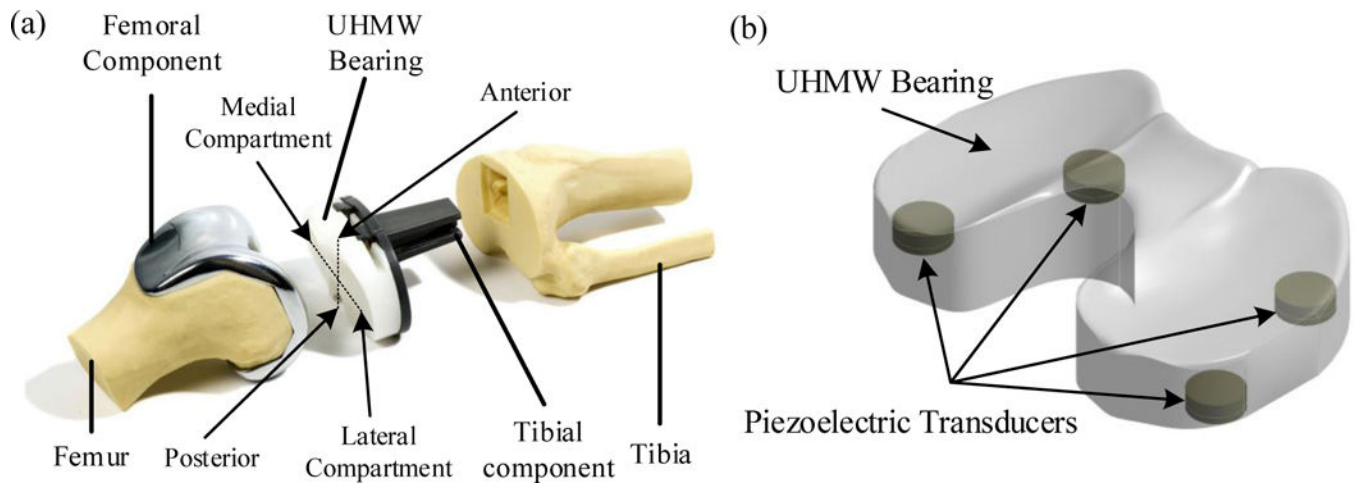 (a)
Femoral
Component
UHMW
Bearing
Medial
Compartment
Anterior
Femur
Posterior
Lateral
Compartment
Tibial
component
Tibia
(b)
UHMW Bearing
Piezoelectric Transducers